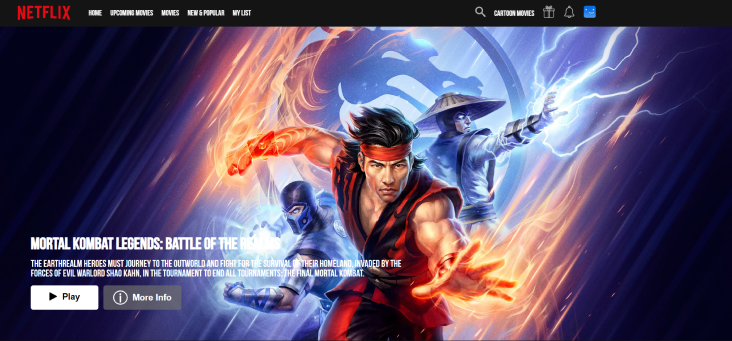 NETFLIX HOME UPCOMING MOVIES MOVIES NEW & POPULAR MY LIST CARTOON MOVIES
MORTAL KOMBAT LEGENDS: BATTLE OF THE REALMS
THE EARTHREALM HEROES MUST JOURNEY TO THE OUTWORLD AND FIGHT FOR THE SURVIVAL OF THEIR HOMELAND, INVADED BY THE
FORCES OF EVIL WARLORD SHAO KAHN, IN THE TOURNAMENT TO END ALL TOURNAMENTS: THE FINAL MORTAL KOMBAT.
Play More Info